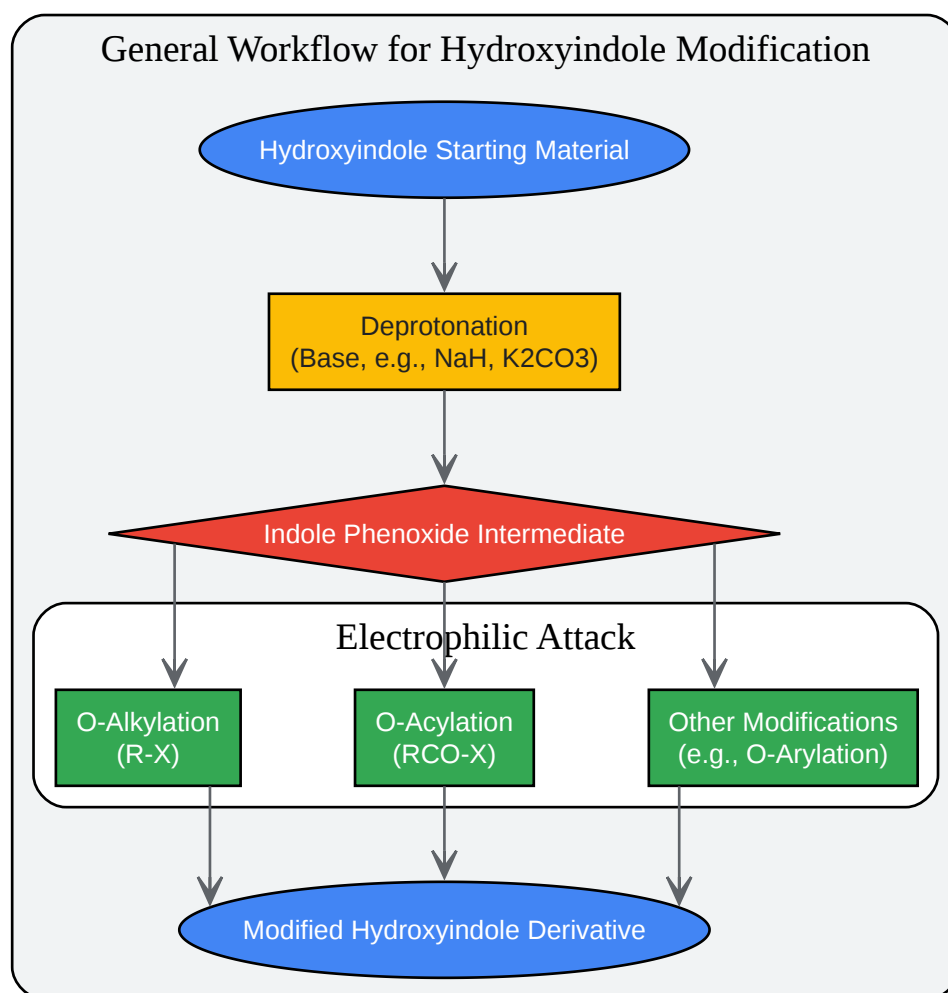 General Workflow for Hydroxyindole Modification
Hydroxyindole Starting Material
Deprotonation
(Base, e.g., NaH, K2CO3)
Indole Phenoxide Intermediate
Electrophilic Attack
O-Alkylation
(R-X)
O-Acylation
(RCO-X)
Other Modifications
(e.g., O-Arylation)
Modified Hydroxyindole Derivative